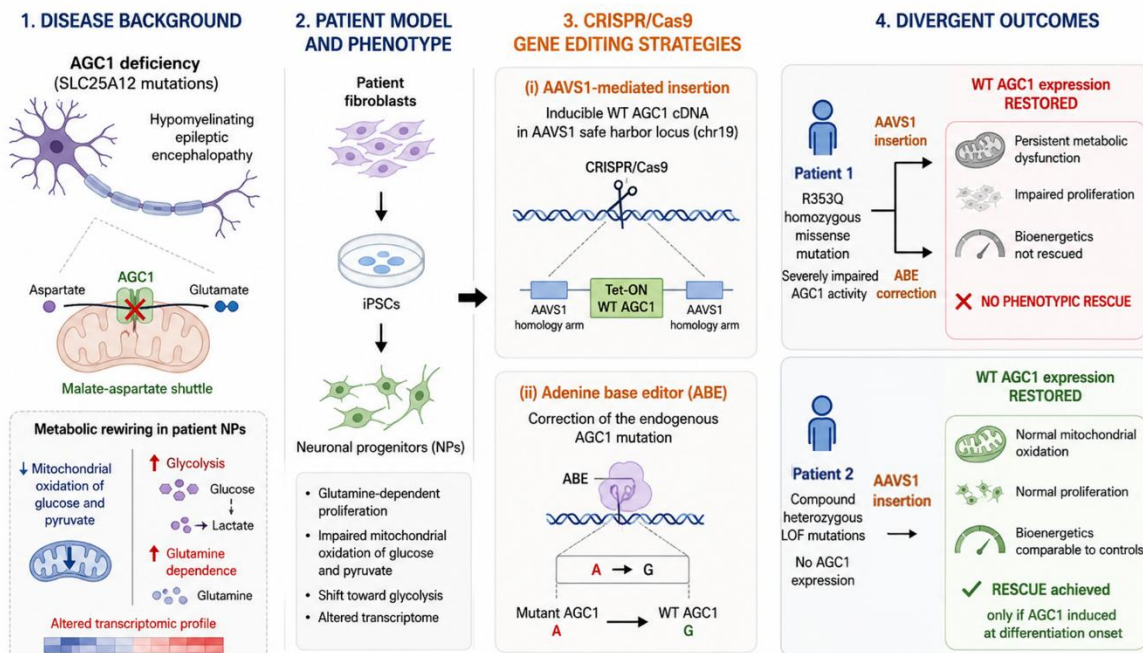 1. DISEASE BACKGROUND
AGC1 deficiency
(SLC25A12 mutations)
Hypomyelinating
epileptic
encephalopathy
AGC1
Aspartate
Glutamate
Malate-aspartate shuttle
Metabolic rewiring in patient NPs
↓ Mitochondrial
oxidation of
glucose and
pyruvate
↑ Glycolysis
Glucose
Lactate
↑ Glutamine
dependence
Glutamine
Altered transcriptomic profile
2. PATIENT MODEL
AND PHENOTYPE
Patient
fibroblasts
iPSCs
Neuronal progenitors (NPs)
• Glutamine-dependent
proliferation
• Impaired mitochondrial
oxidation of glucose
and pyruvate
• Shift toward glycolysis
• Altered transcriptome
3. CRISPR/Cas9
GENE EDITING STRATEGIES
(i) AAVS1-mediated insertion
Inducible WT AGC1 cDNA
in AAVS1 safe harbor locus (chr19)
CRISPR/Cas9
Tet-ON
WT AGC1
AAVS1
homology arm
AAVS1
homology arm
(ii) Adenine base editor (ABE)
Correction of the endogenous
AGC1 mutation
ABE
A → G
Mutant AGC1
A
WT AGC1
G
4. DIVERGENT OUTCOMES
Patient 1
R353Q
homozygous
missense
mutation
Severely impaired
AGC1 activity
AAVS1
insertion
ABE
correction
WT AGC1 expression
RESTORED
Persistent metabolic
dysfunction
Impaired proliferation
Bioenergetics
not rescued
✗ NO PHENOTYPIC RESCUE
Patient 2
Compound
heterozygous
LOF mutations
No AGC1
expression
AAVS1
insertion
WT AGC1 expression
RESTORED
Normal mitochondrial
oxidation
Normal proliferation
Bioenergetics
comparable to controls
✓ RESCUE achieved
only if AGC1 induced
at differentiation onset